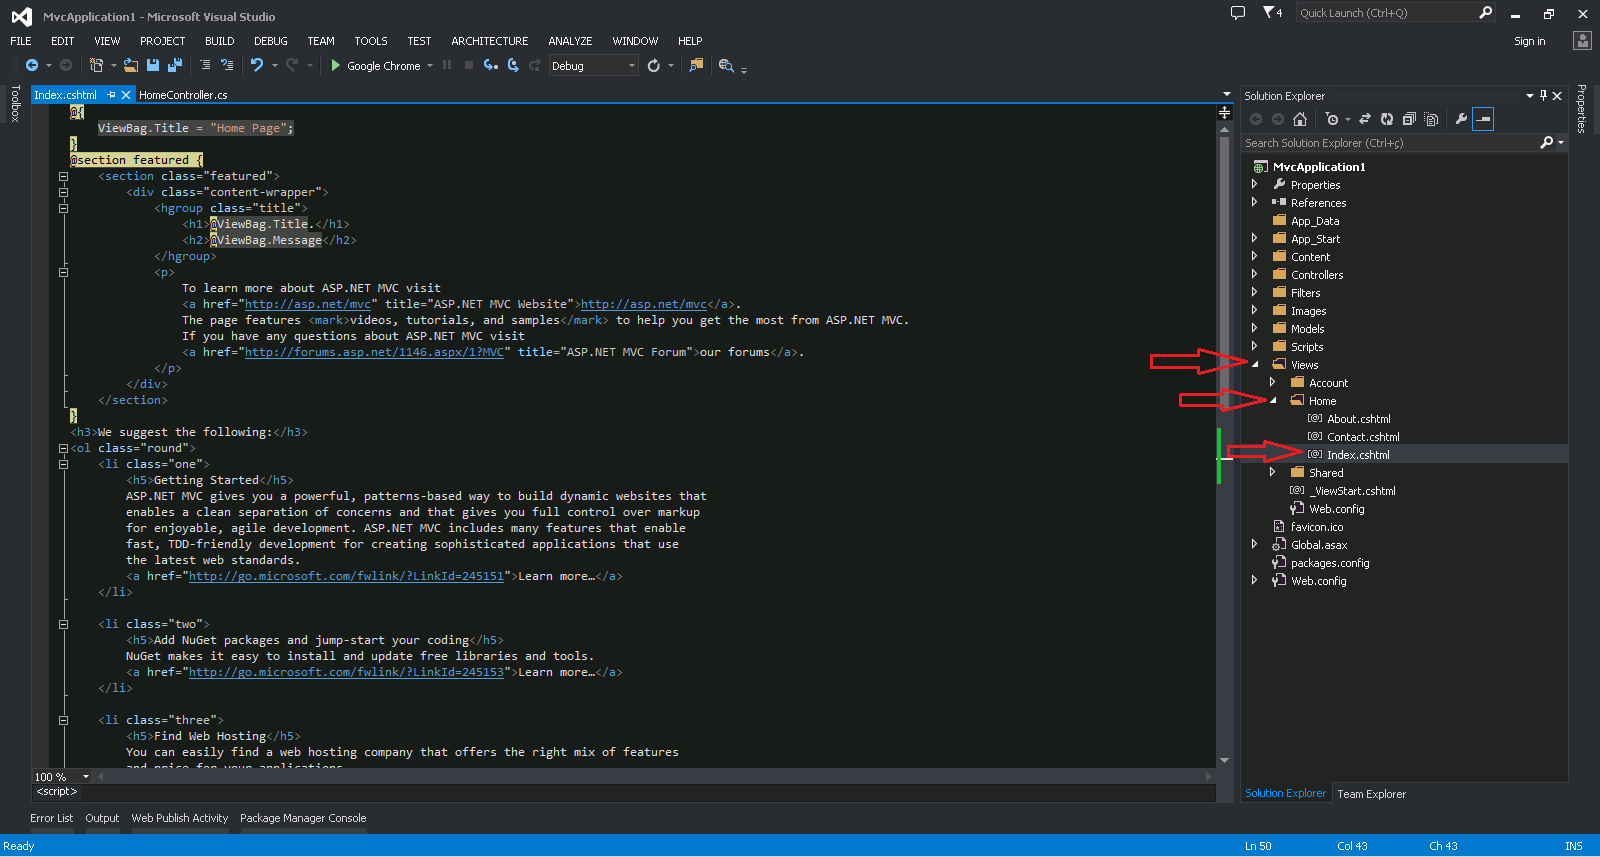 MvcApplication1 - Microsoft Visual Studio
4
Quick Launch (Ctrl+Q)
FILE EDIT VIEW PROJECT BUILD DEBUG TEAM TOOLS TEST ARCHITECTURE ANALYZE WINDOW HELP
Sign in
Google Chrome
Debug
Toolbox
Index.cshtml
HomeController.cs
@{
ViewBag.Title = "Home Page";
}
@section featured {
<section class="featured">
<div class="content-wrapper">
<hgroup class="title">
<h1>@ViewBag.Title.</h1>
<h2>@ViewBag.Message</h2>
</hgroup>
<p>
To learn more about ASP.NET MVC visit
<a href="http://asp.net/mvc" title="ASP.NET MVC Website">http://asp.net/mvc</a>.
The page features <mark>videos, tutorials, and samples</mark> to help you get the most from ASP.NET MVC.
If you have any questions about ASP.NET MVC visit
<a href="http://forums.asp.net/1146.aspx/1?MVC" title="ASP.NET MVC Forum">our forums</a>.
</p>
</div>
</section>
}
<h3>We suggest the following:</h3>
<ol class="round">
<li class="one">
<h5>Getting Started</h5>
ASP.NET MVC gives you a powerful, patterns-based way to build dynamic websites that
enables a clean separation of concerns and that gives you full control over markup
for enjoyable, agile development. ASP.NET MVC includes many features that enable
fast, TDD-friendly development for creating sophisticated applications that use
the latest web standards.
<a href="http://go.microsoft.com/fwlink/?LinkId=245151">Learn more…</a>
</li>
<li class="two">
<h5>Add NuGet packages and jump-start your coding</h5>
NuGet makes it easy to install and update free libraries and tools.
<a href="http://go.microsoft.com/fwlink/?LinkId=245153">Learn more…</a>
</li>
<li class="three">
<h5>Find Web Hosting</h5>
You can easily find a web hosting company that offers the right mix of features
and price for your applications
100 %
<script>
Solution Explorer
Search Solution Explorer (Ctrl+ç)
MvcApplication1
Properties
References
App_Data
App_Start
Content
Controllers
Filters
Images
Models
Scripts
Views
Account
Home
[@] About.cshtml
[@] Contact.cshtml
[@] Index.cshtml
Shared
[@] _ViewStart.cshtml
Web.config
favicon.ico
Global.asax
packages.config
Web.config
Solution Explorer
Team Explorer
Properties
Error List Output Web Publish Activity Package Manager Console
Ready
Ln 50
Col 43
Ch 43
INS